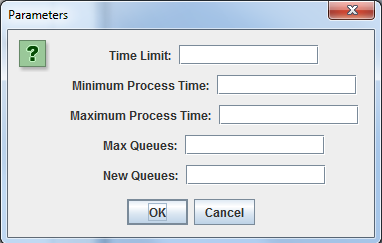 Parameters
?
Time Limit:
Minimum Process Time:
Maximum Process Time:
Max Queues:
New Queues:
OK Cancel